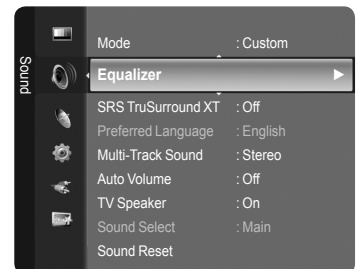 Sound
Mode : Custom
Equalizer
SRS TruSurround XT : Off
Preferred Language : English
Multi-Track Sound : Stereo
Auto Volume : Off
TV Speaker : On
Sound Select : Main
Sound Reset